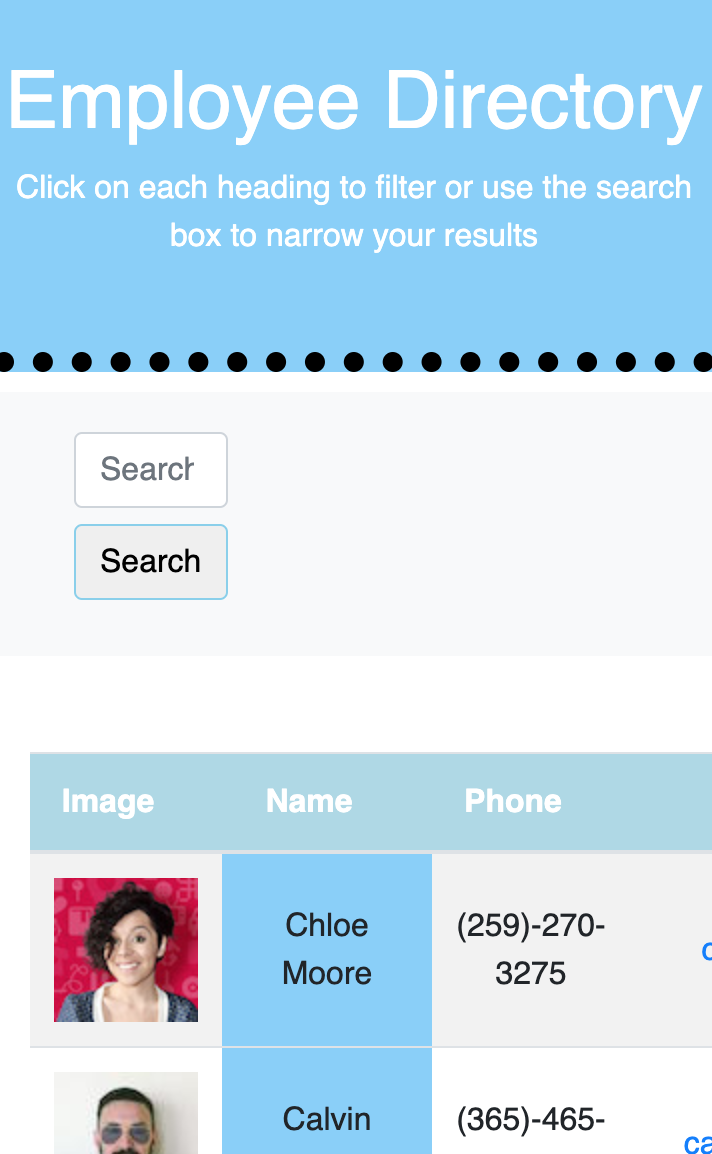 Employee Directory
Click on each heading to filter or use the search
box to narrow your results
Search
Search
Image Name Phone
Chloe
Moore
(259)-270-
3275
Calvin
(365)-465-